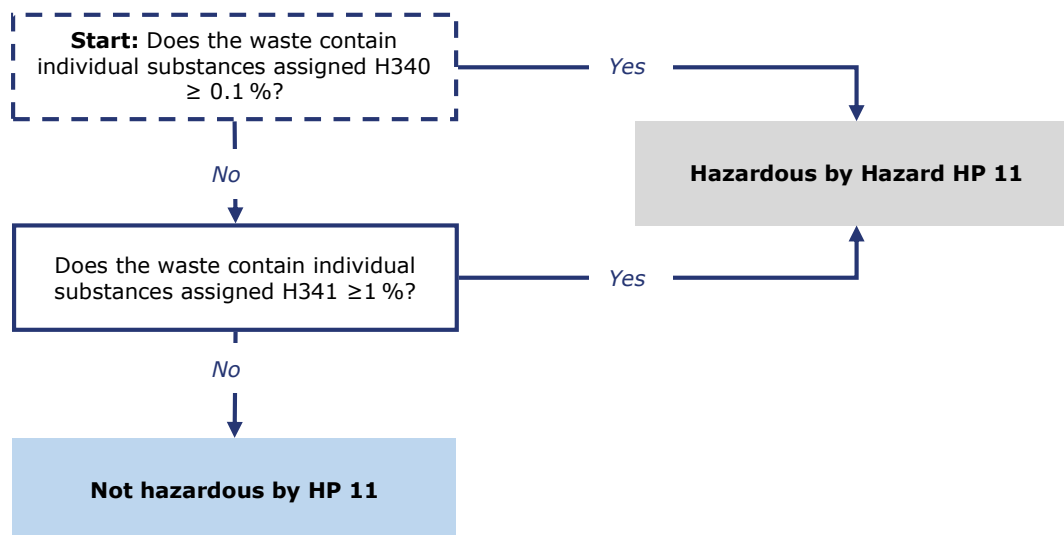 Start: Does the waste contain
individual substances assigned H340
≥ 0.1 %?
Yes
Hazardous by Hazard HP 11
No
Does the waste contain individual
substances assigned H341 ≥1 %?
Yes
No
Not hazardous by HP 11